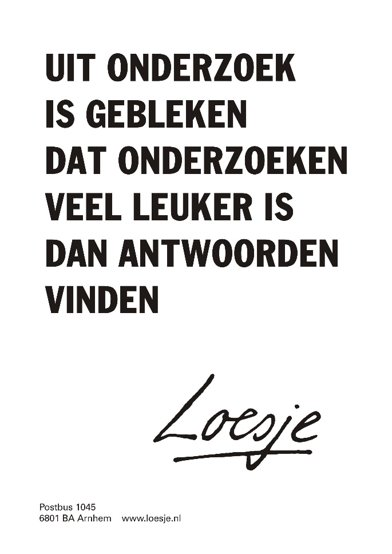 UIT ONDERZOEK
IS GEBLEKEN
DAT ONDERZOEKEN
VEEL LEUKER IS
DAN ANTWOORDEN
VINDEN
Loesje
Postbus 1045
6801 BA Arnhem www.loesje.nl